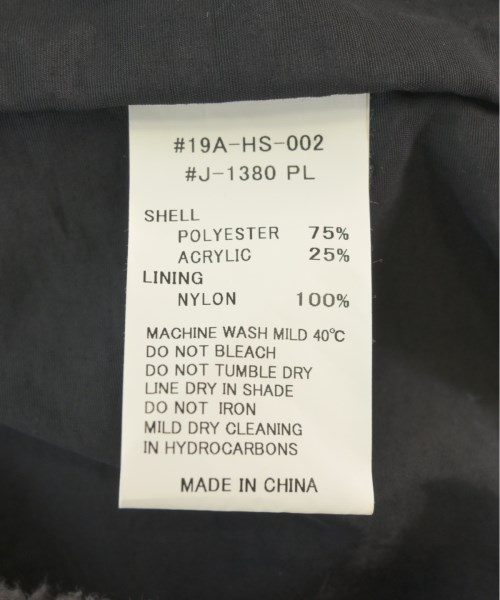 #19A-HS-002
#J-1380 PL
SHELL
POLYESTER 75%
ACRYLIC 25%
LINING
NYLON 100%
MACHINE WASH MILD 40℃
DO NOT BLEACH
DO NOT TUMBLE DRY
LINE DRY IN SHADE
DO NOT IRON
MILD DRY CLEANING
IN HYDROCARBONS
MADE IN CHINA